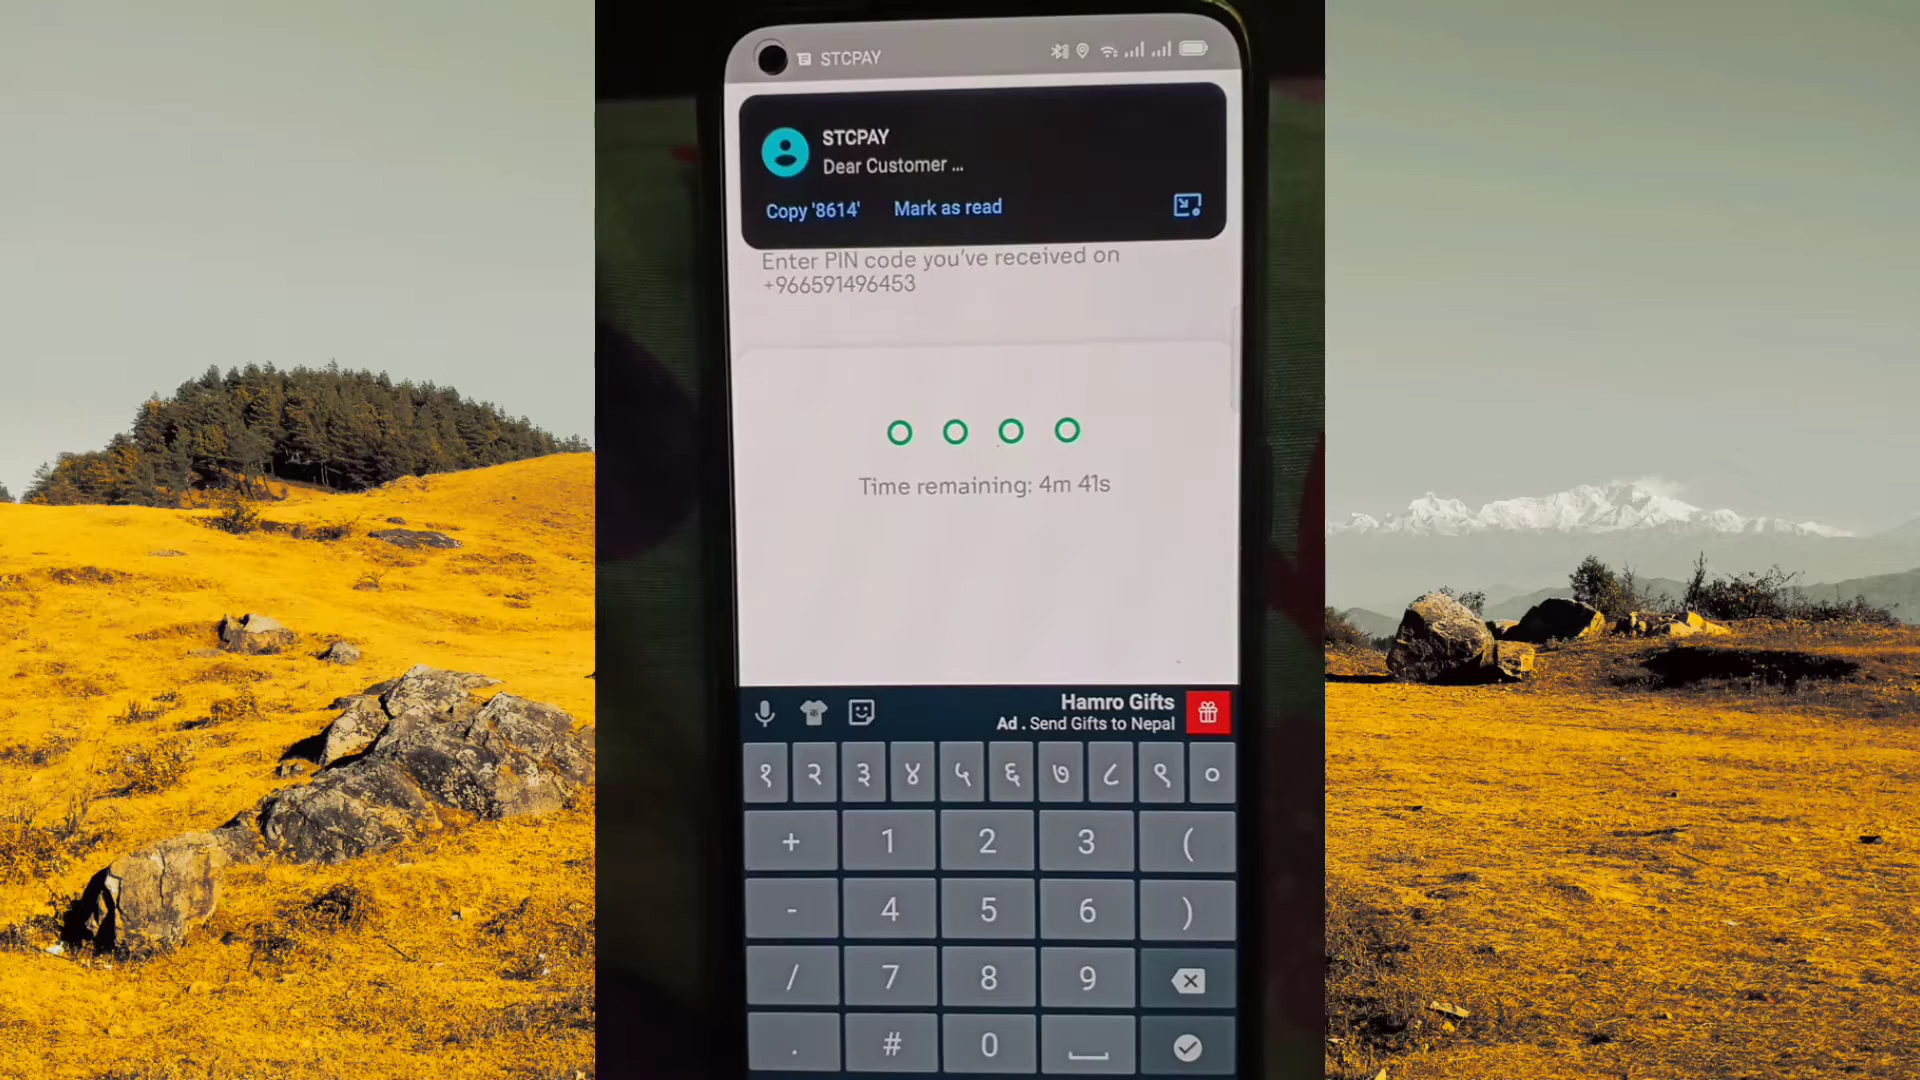 STCPAY
STCPAY
Dear Customer ...
Copy '8614' Mark as read
Enter PIN code you've received on
+966591496453
Time remaining: 4m 41s
Hamro Gifts
Ad . Send Gifts to Nepal
१ २ ३ ४ ५ ६ ७ ८ ९ ०
+ 1 2 3 (
- 4 5 6 )
/ 7 8 9
. # 0